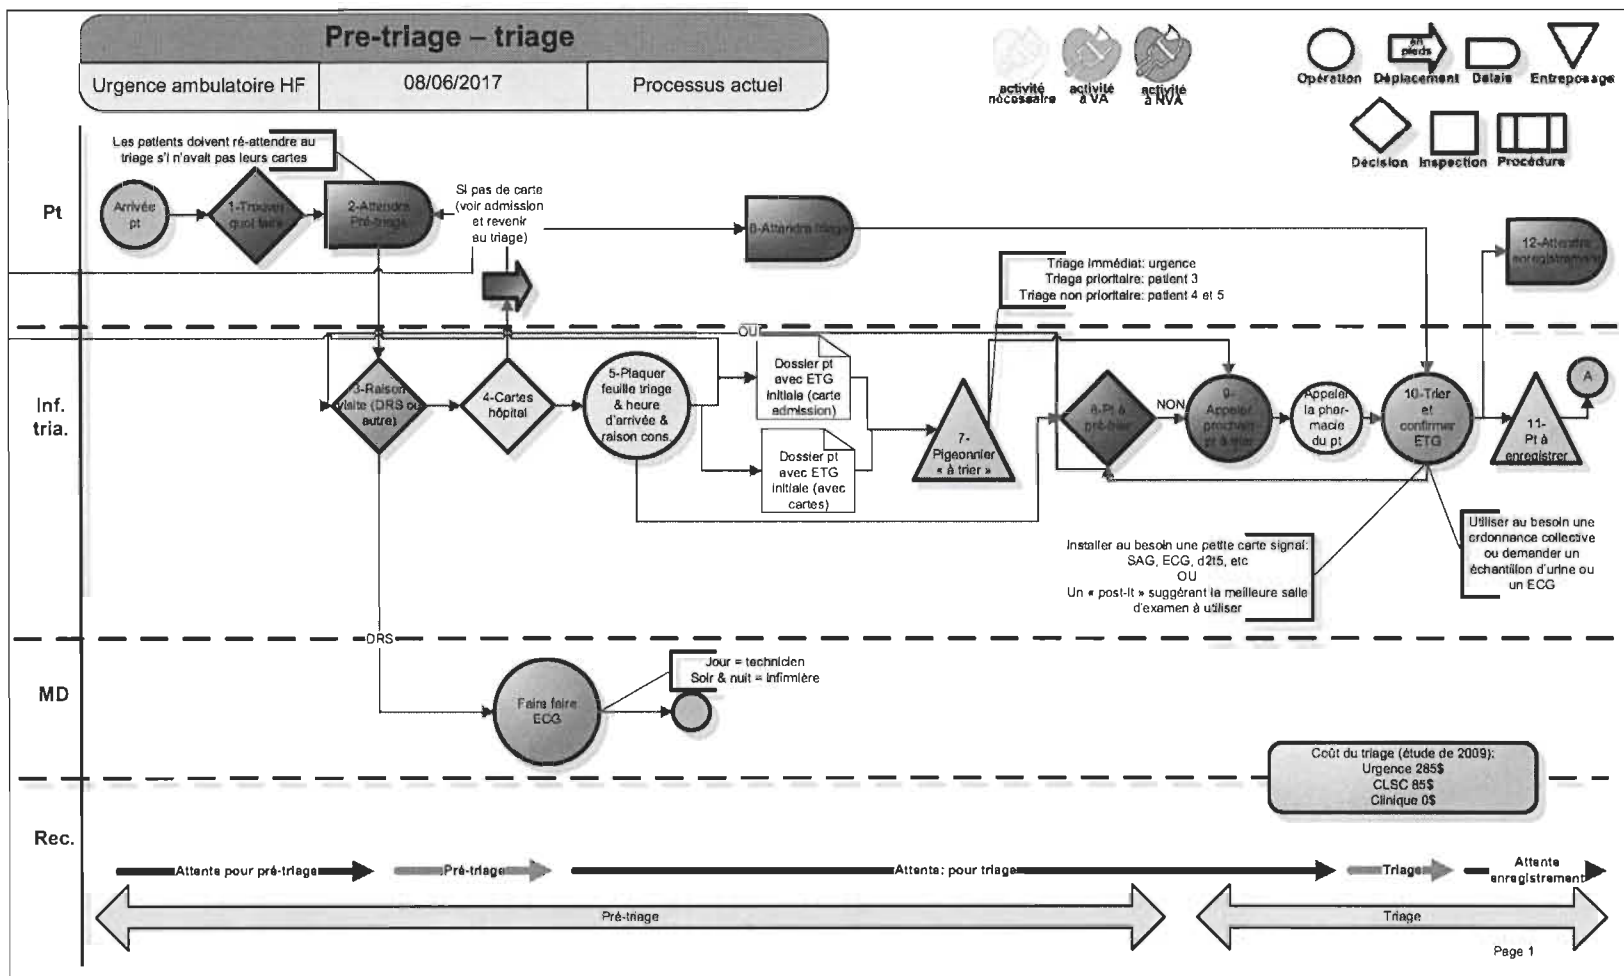 Pre-triage – triage
Urgence ambulatoire HF
08/06/2017
Processus actuel
activité
nécessaire
activité
à VA
activité
à NVA
Opération
en
pieds
Déplacement
Délais
Entreposage
Décision
Inspection
Procédure
Pt
Les patients doivent ré-attendre au
triage s'i n'avait pas leurs cartes
Arrivée
pt
1-Trouver
quoi faire
2-Attendre
Pré-triage
Si pas de carte
(voir admission
et revenir
au triage)
8-Attendre triage
Triage immédiat: urgence
Triaga prioritaire: patient 3
Triage non prioritaire: patient 4 et 5
12-Attendre
enregistrement
Inf.
tria.
3-Raison
visite (DRS ou
autre)
4-Cartes
hôpital
5-Plaquer
feuille triage
& heure
d'arrivée &
raison cons.
OU
Dossier pt
avec ETG
initiale (carte
admission)
Dossier pt
avec ETG
initiale (avec
cartes)
7-
Pigeonnier
« à trier »
8-Pt à
pré-trier
NON
9-
Appeler
prochain
pt à trier
Appeler
la phar-
macie
du pt
10-Trier
et
confirmer
ETG
11-
Pt à
enregistrer
A
Installer au besoin une petite carte signal:
SAG, ECG, d2t5, etc
OU
Un « post-it » suggérant la meilleure salle
d'examen à utiliser
Utiliser au besoin une
ordonnance collective
ou demander un
échantillon d'urine ou
un ECG
DRS
MD
Faire faire
ECG
Jour = technicien
Soir & nuit = infirmière
Coût du triage (étude de 2009):
Urgence 285$
CLSC 85$
Clinique 0$
Rec.
Attente pour pré-triage
Pré-triage
Attente: pour triage
Triage
Attente
enregistrement
Pré-triage
Triage
Page 1